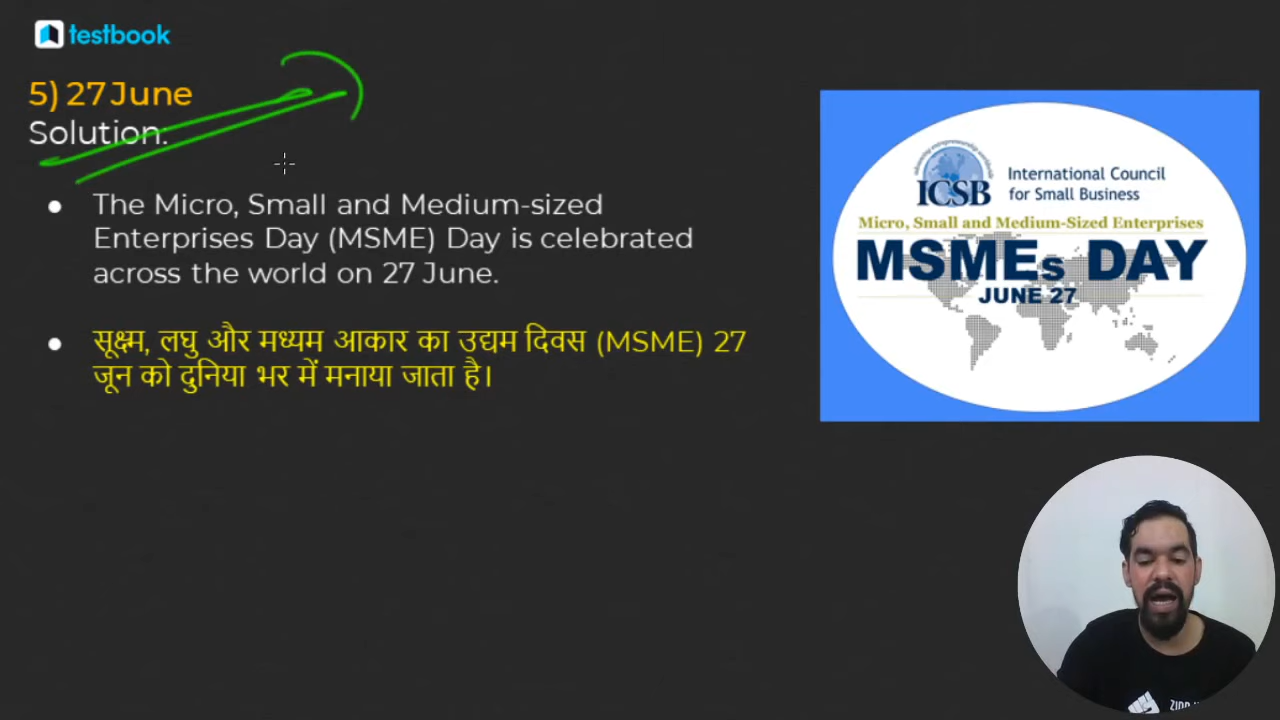 testbook
5) 27 June
Solution:
The Micro, Small and Medium-sized
Enterprises Day (MSME) Day is celebrated
across the world on 27 June.
सूक्ष्म, लघु और मध्यम आकार का उद्यम दिवस (MSME) 27
जून को दुनिया भर में मनाया जाता है।
ICSB
International Council
for Small Business
Micro, Small and Medium-Sized Enterprises
MSMEs DAY
JUNE 27